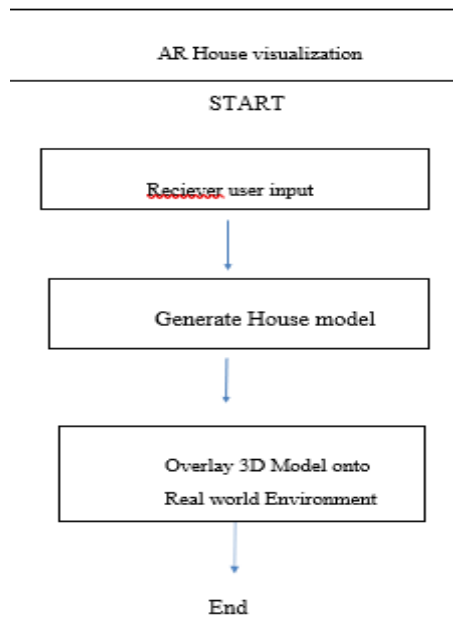 AR House visualization
START
Reciever user input
Generate House model
Overlay 3D Model onto
Real world Environment
End